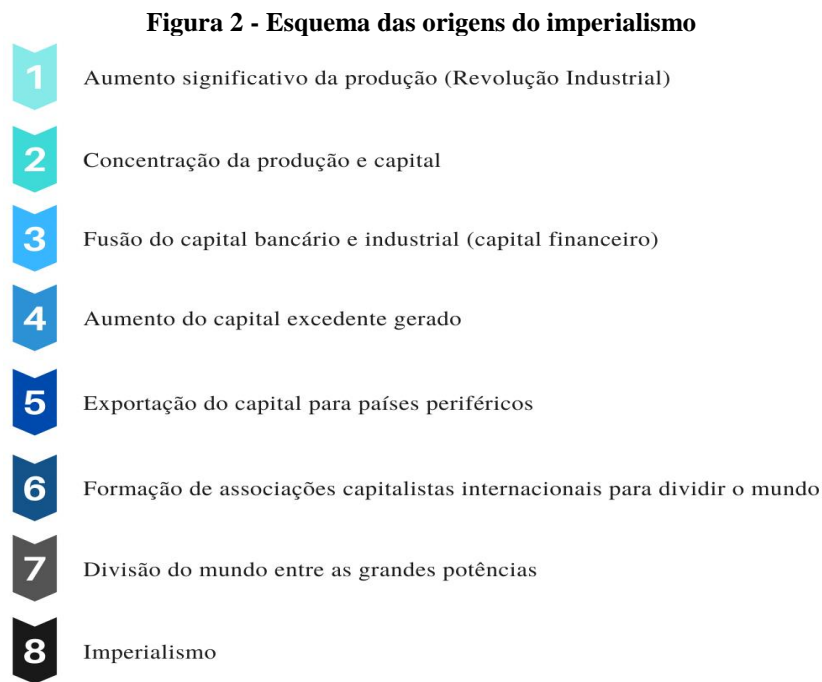 Figura 2 - Esquema das origens do imperialismo
1 Aumento significativo da produção (Revolução Industrial)
2 Concentração da produção e capital
3 Fusão do capital bancário e industrial (capital financeiro)
4 Aumento do capital excedente gerado
5 Exportação do capital para países periféricos
6 Formação de associações capitalistas internacionais para dividir o mundo
7 Divisão do mundo entre as grandes potências
8 Imperialismo